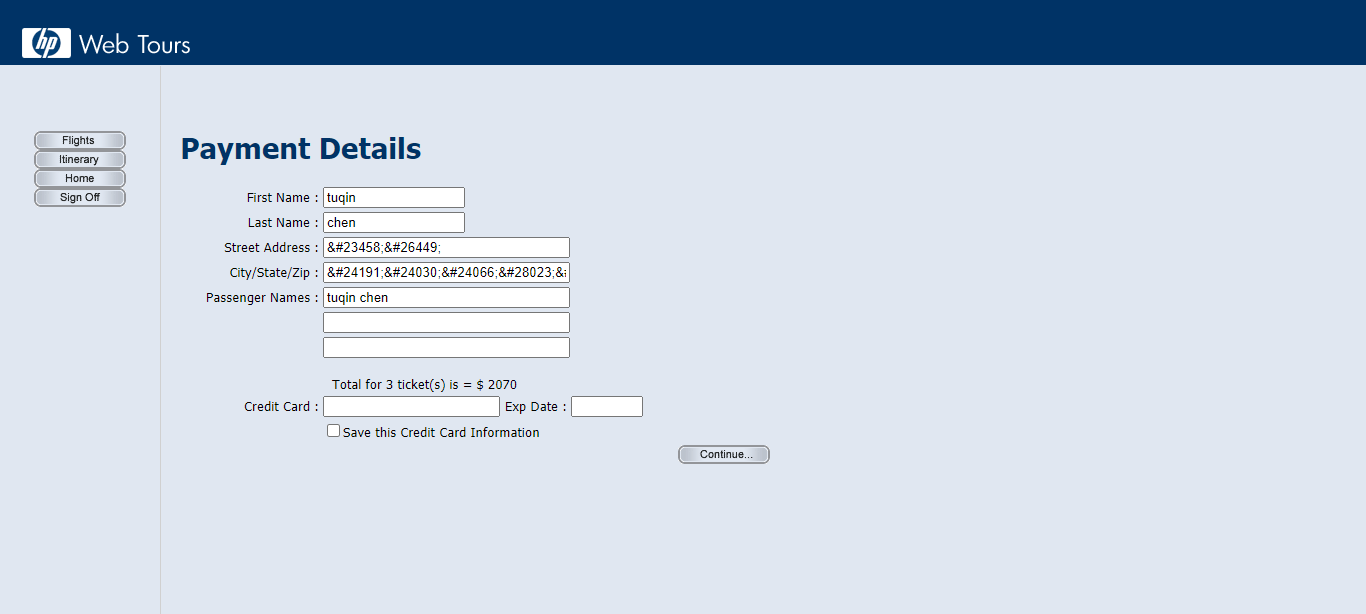 hp Web Tours
Flights
Itinerary
Home
Sign Off
Payment Details
First Name : tuqin
Last Name : chen
Street Address : &#23458;&#26449;
City/State/Zip : &#24191;&#24030;&#24066;&#28023;&#
Passenger Names : tuqin chen
Total for 3 ticket(s) is = $ 2070
Credit Card : Exp Date :
Save this Credit Card Information
Continue...